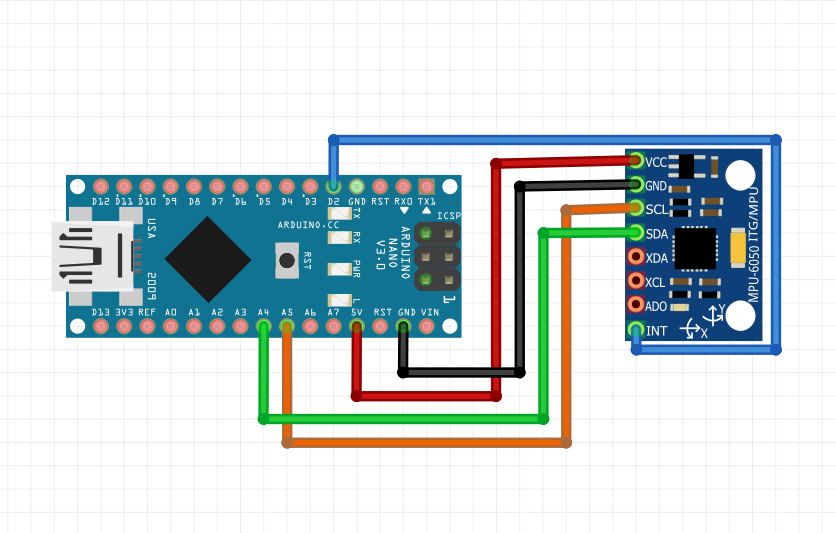 D12 D11 D10 D9 D8 D7 D6 D5 D4 D3 D2 GND RST RX0 TX1
USA
2009
ARDUINO.CC
RST
TX
RX
PWR
L
ARDUINO
NANO
V3.0
ICSP
1
D13 3V3 REF A0 A1 A2 A3 A4 A5 A6 A7 5V RST GND VIN
VCC
GND
SCL
SDA
XDA
XCL
ADO
INT
MPU-6050 ITG/MPU
Y
X